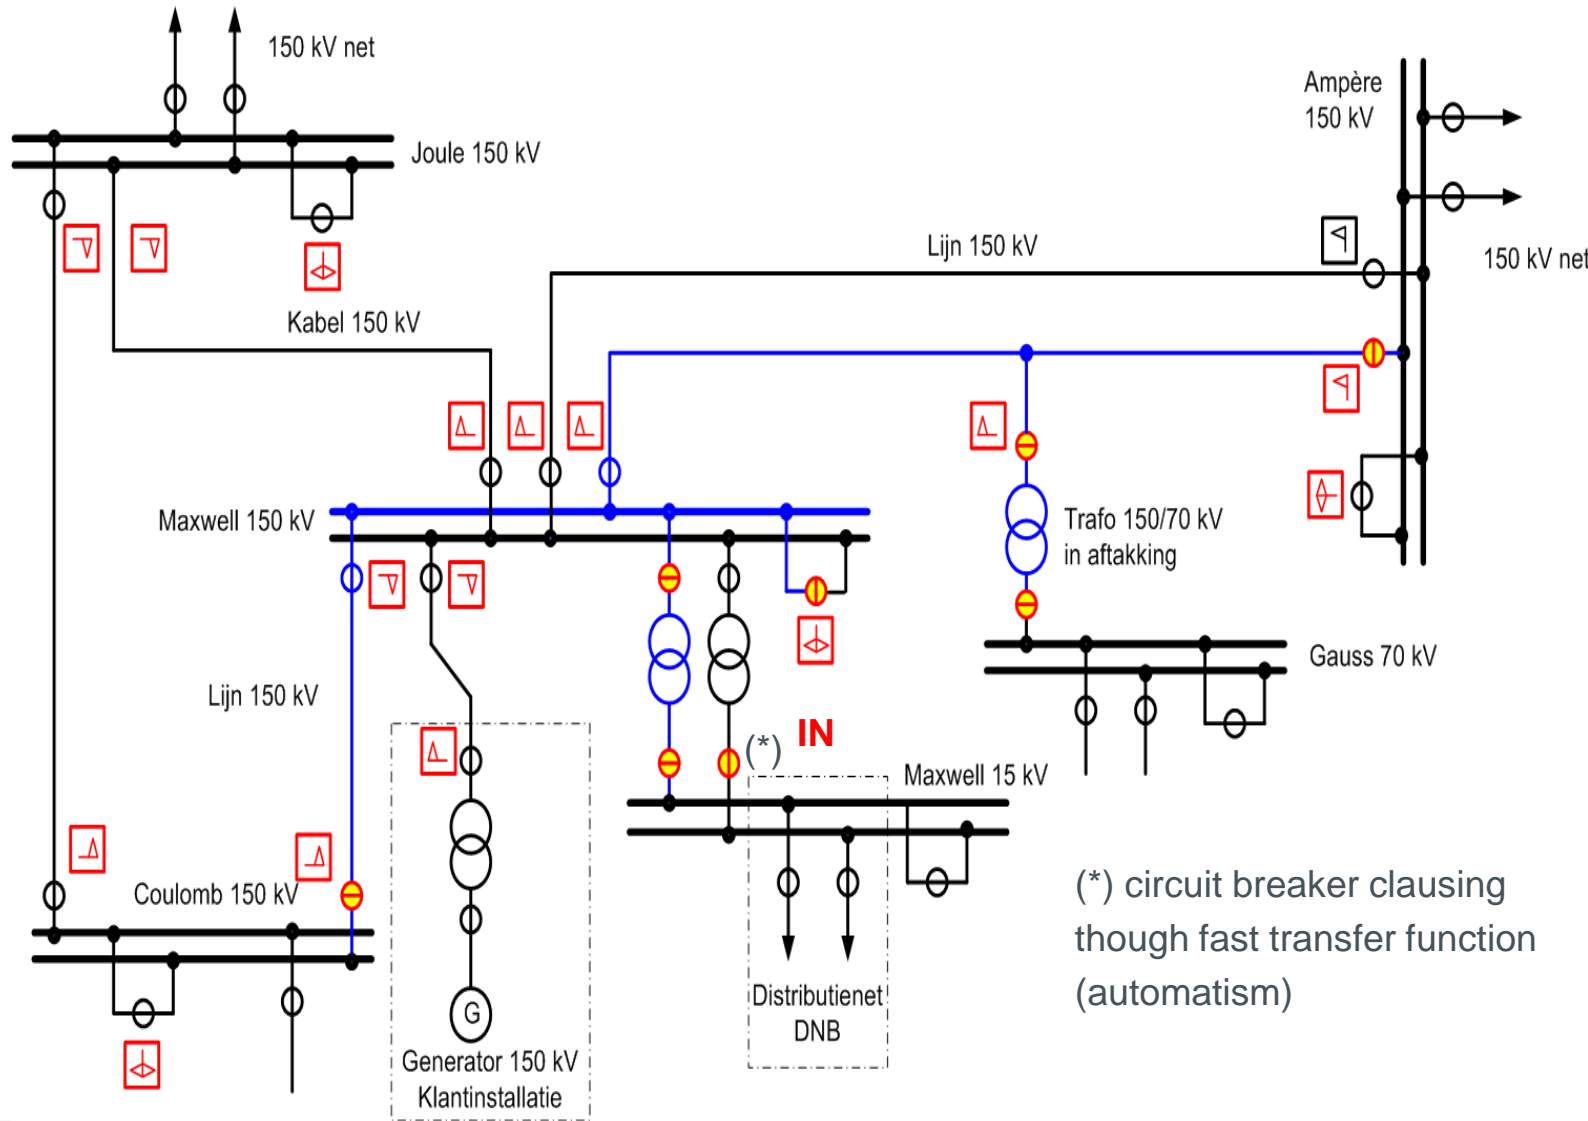 150 kV net
Joule 150 kV
Ampère
150 kV
Lijn 150 kV
150 kV net
Kabel 150 kV
Maxwell 150 kV
Trafo 150/70 kV
in aftakking
Gauss 70 kV
Lijn 150 kV
(*) IN
Maxwell 15 kV
Coulomb 150 kV
(*) circuit breaker clausing
though fast transfer function
(automatism)
Distributienet
DNB
G
Generator 150 kV
Klantinstallatie